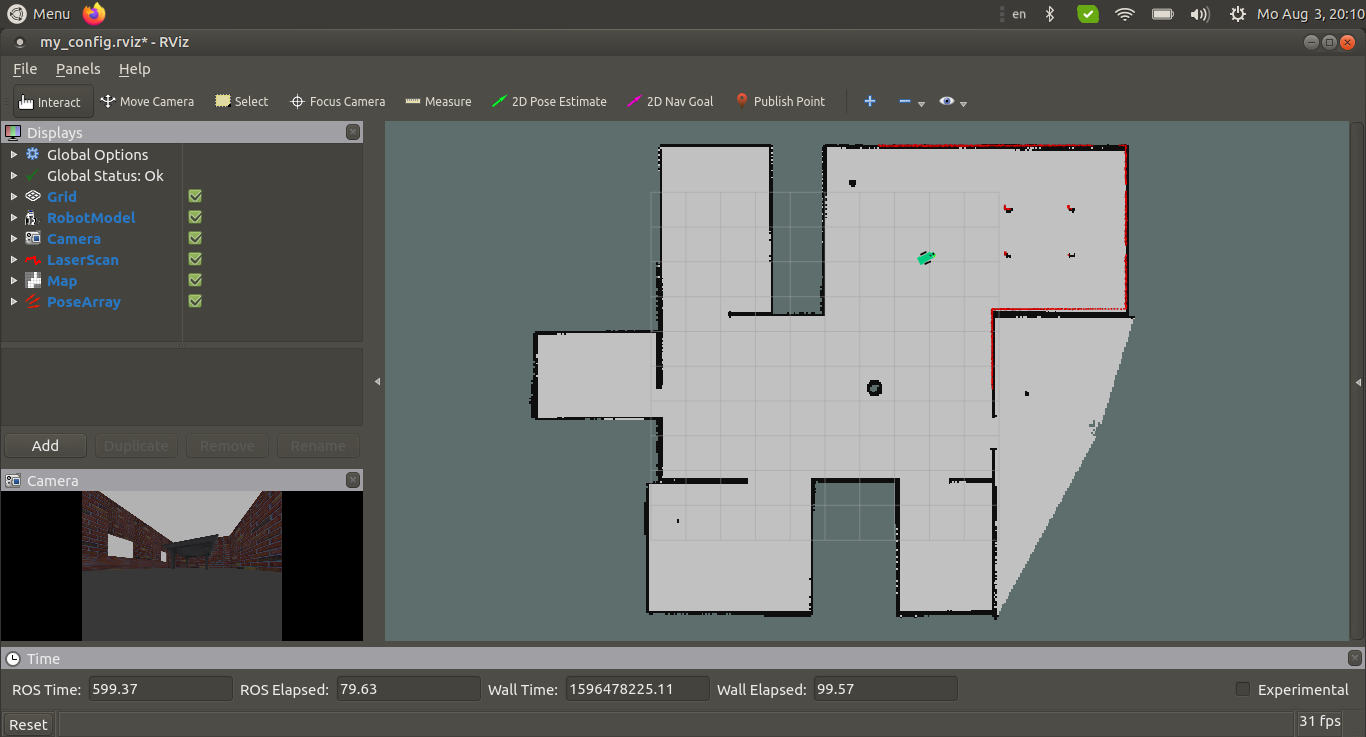 Menu en Mo Aug 3, 20:10
my_config.rviz* - RViz
File Panels Help
Interact Move Camera Select Focus Camera Measure 2D Pose Estimate 2D Nav Goal Publish Point
Displays
Global Options
Global Status: Ok
Grid
RobotModel
Camera
LaserScan
Map
PoseArray
Add Duplicate Remove Rename
Camera
Time
ROS Time: 599.37 ROS Elapsed: 79.63 Wall Time: 1596478225.11 Wall Elapsed: 99.57 Experimental
Reset 31 fps